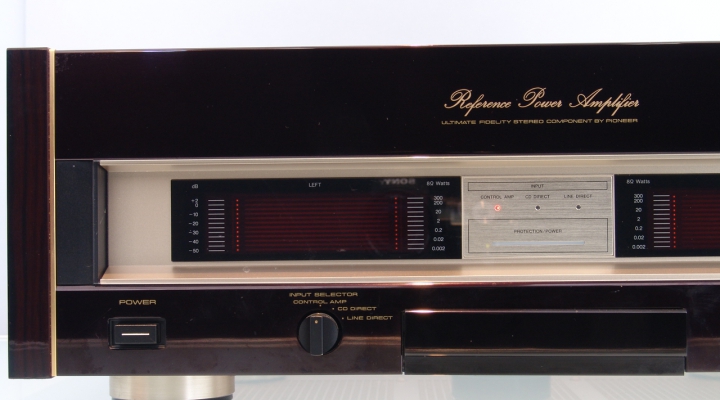 Reference Power Amplifier
ULTIMATE FIDELITY STEREO COMPONENT BY PIONEER
dB
LEFT
SONY
8Ω Watts
INPUT
8Ω Watts
CONTROL AMP CD DIRECT LINE DIRECT
+3
0
-5
-10
-15
-20
-30
-40
-50
300
200
20
2
0.2
0.02
0.002
PROTECTION/POWER
300
200
20
2
0.2
0.02
0.002
POWER
INPUT SELECTOR
CONTROL AMP
CD DIRECT
LINE DIRECT